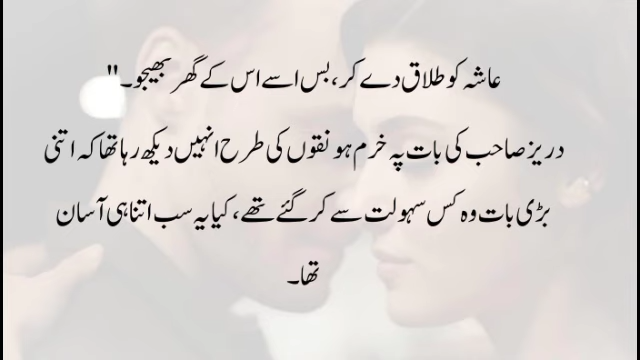 عاشہ کو طلاق دے کر، بس اسے اس کے گھر بھیجو۔"
دریز صاحب کی بات پہ خرم ہونقوں کی طرح انہیں دیکھ رہا تھا کہ اتنی
بڑی بات وہ کس سہولت سے کر گئے تھے، کیا یہ سب اتنا ہی آسان
تھا۔